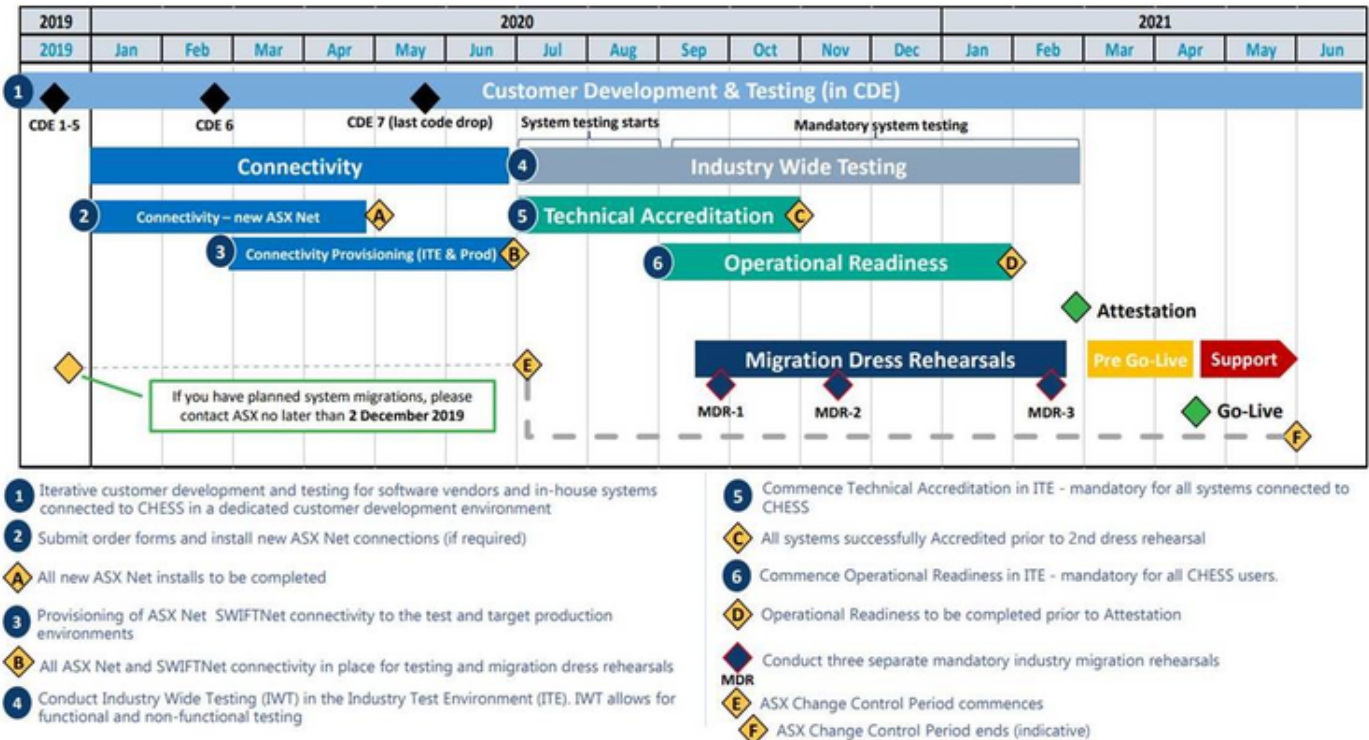 2019 2020 2021
2019 Jan Feb Mar Apr May Jun Jul Aug Sep Oct Nov Dec Jan Feb Mar Apr May Jun
1 Customer Development & Testing (in CDE)
CDE 1-5 CDE 6 CDE 7 (last code drop) System testing starts Mandatory system testing
Connectivity 4 Industry Wide Testing
2 Connectivity – new ASX Net A 5 Technical Accreditation C
3 Connectivity Provisioning (ITE & Prod) B 6 Operational Readiness D
Attestation
E Migration Dress Rehearsals Pre Go-Live Support
If you have planned system migrations, please
contact ASX no later than 2 December 2019
MDR-1 MDR-2 MDR-3 Go-Live
F
1 Iterative customer development and testing for software vendors and in-house systems
connected to CHESS in a dedicated customer development environment
2 Submit order forms and install new ASX Net connections (if required)
A All new ASX Net installs to be completed
3 Provisioning of ASX Net SWIFTNet connectivity to the test and target production
environments
B All ASX Net and SWIFTNet connectivity in place for testing and migration dress rehearsals
4 Conduct Industry Wide Testing (IWT) in the Industry Test Environment (ITE). IWT allows for
functional and non-functional testing
5 Commence Technical Accreditation in ITE - mandatory for all systems connected to
CHESS
C All systems successfully Accredited prior to 2nd dress rehearsal
6 Commence Operational Readiness in ITE - mandatory for all CHESS users.
D Operational Readiness to be completed prior to Attestation
Conduct three separate mandatory industry migration rehearsals
MDR
E ASX Change Control Period commences
F ASX Change Control Period ends (indicative)